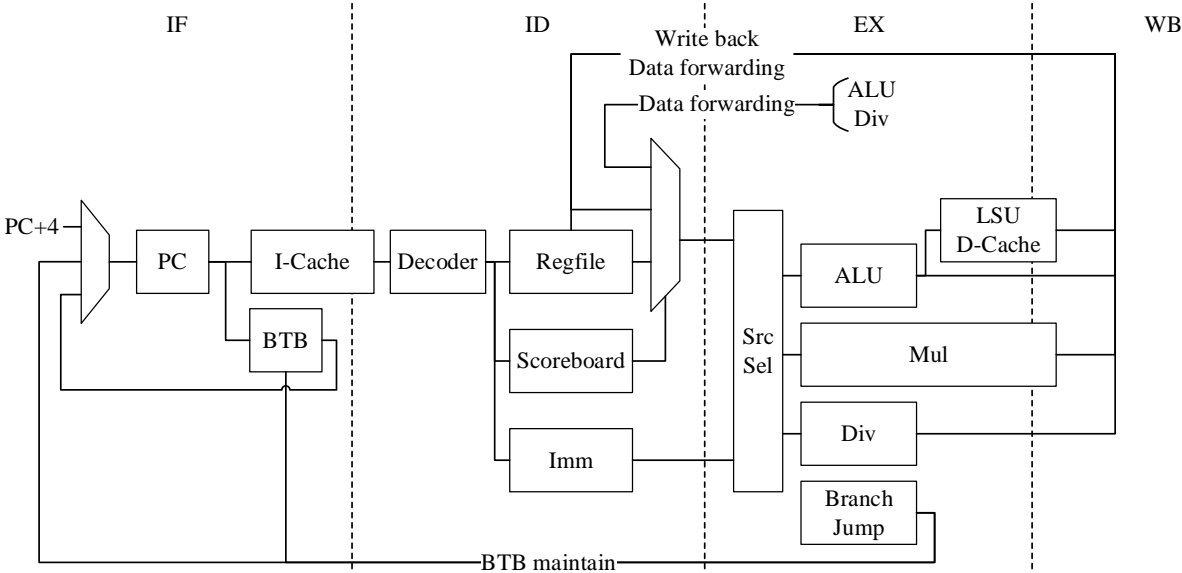 IF
ID
EX
WB
Write back
Data forwarding
Data forwarding
ALU
Div
PC+4
PC
I-Cache
Decoder
Regfile
LSU
D-Cache
ALU
BTB
Scoreboard
Src
Sel
Mul
Imm
Div
Branch
Jump
BTB maintain